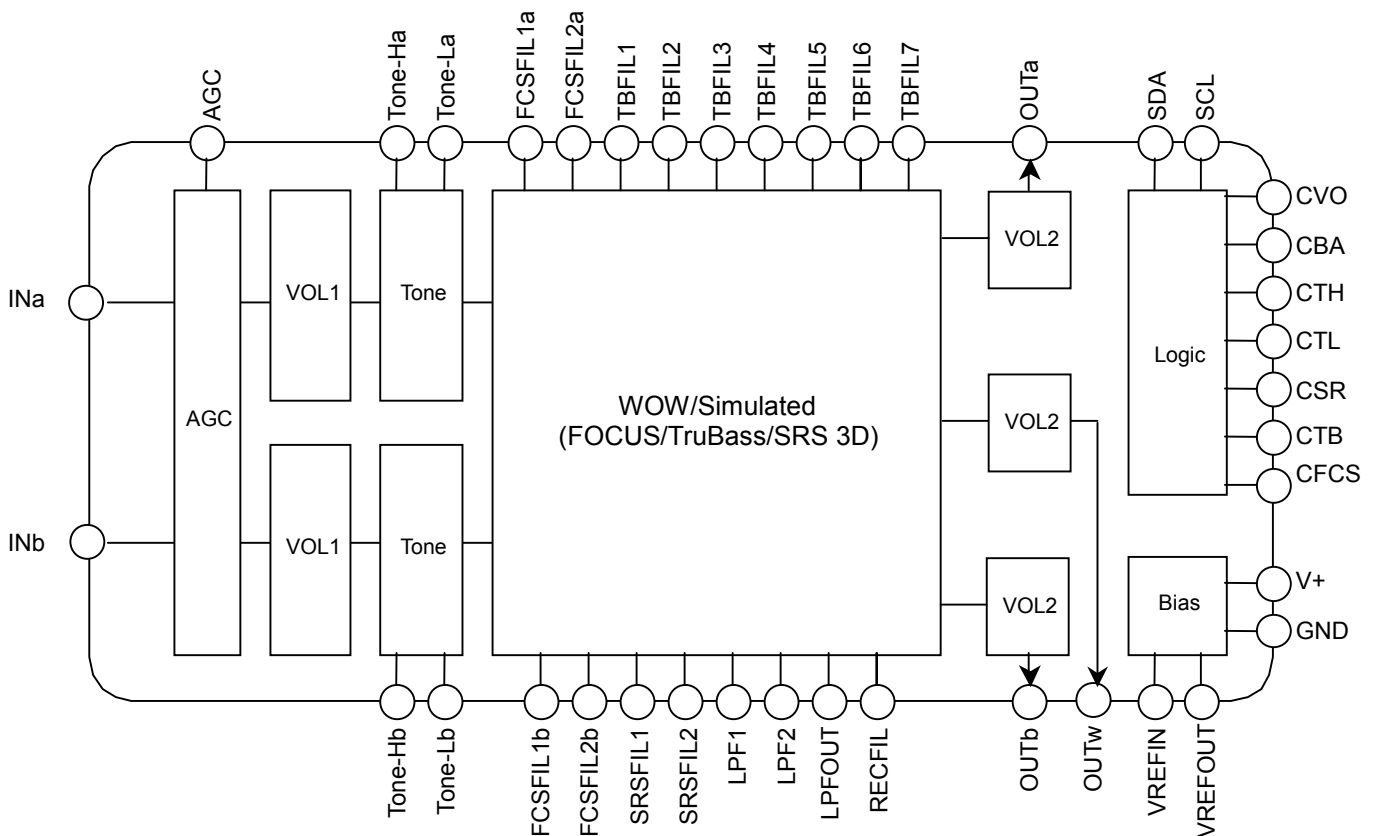 AGC
Tone-Ha
Tone-La
FCSFIL1a
FCSFIL2a
TBFIL1
TBFIL2
TBFIL3
TBFIL4
TBFIL5
TBFIL6
TBFIL7
OUTa
SDA
SCL
INa
INb
AGC
VOL1
Tone
VOL1
Tone
WOW/Simulated
(FOCUS/TruBass/SRS 3D)
VOL2
VOL2
VOL2
Logic
Bias
CVO
CBA
CTH
CTL
CSR
CTB
CFCS
V+
GND
Tone-Hb
Tone-Lb
FCSFIL1b
FCSFIL2b
SRSFIL1
SRSFIL2
LPF1
LPF2
LPFOUT
RECFIL
OUTb
OUTw
VREFIN
VREFOUT